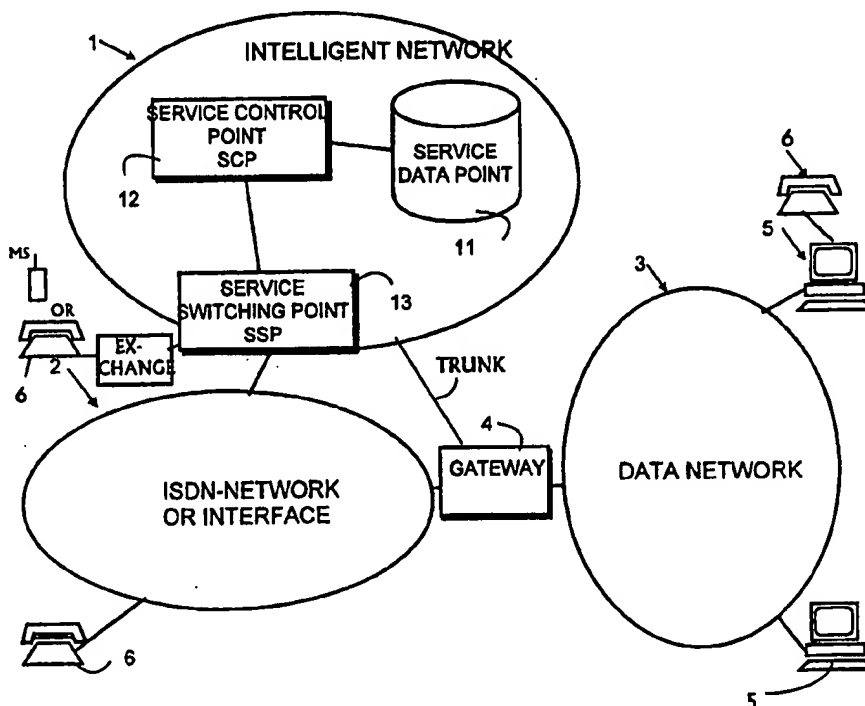 1
INTELLIGENT NETWORK
SERVICE CONTROL
POINT
SCP
12
SERVICE
DATA POINT
11
6
5
MS
OR
6
EX-
CHANGE
SERVICE
SWITCHING POINT
SSP
13
3
2
TRUNK
4
GATEWAY
ISDN-NETWORK
OR INTERFACE
DATA NETWORK
6
5